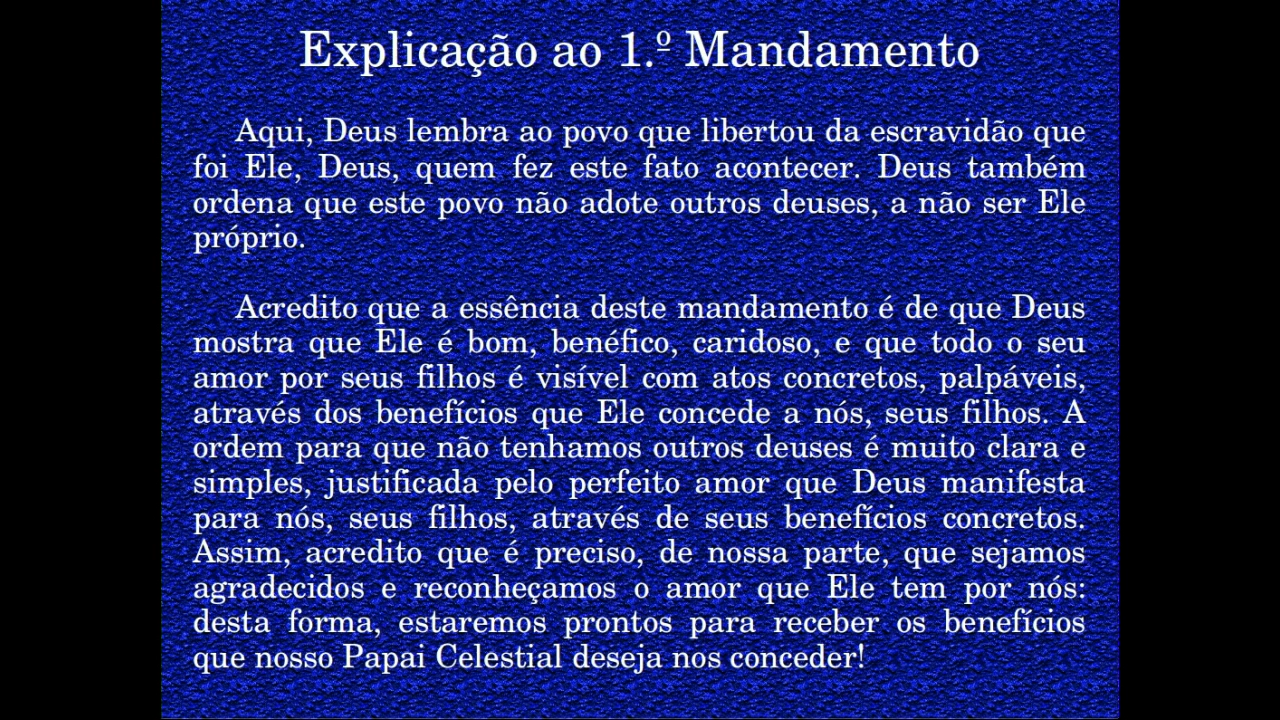 Explicação ao 1.º Mandamento
Aqui, Deus lembra ao povo que libertou da escravidão que
foi Ele, Deus, quem fez este fato acontecer. Deus também
ordena que este povo não adote outros deuses, a não ser Ele
próprio.
Acredito que a essência deste mandamento é de que Deus
mostra que Ele é bom, benéfico, caridoso, e que todo o seu
amor por seus filhos é visível com atos concretos, palpáveis,
através dos benefícios que Ele concede a nós, seus filhos. A
ordem para que não tenhamos outros deuses é muito clara e
simples, justificada pelo perfeito amor que Deus manifesta
para nós, seus filhos, através de seus benefícios concretos.
Assim, acredito que é preciso, de nossa parte, que sejamos
agradecidos e reconheçamos o amor que Ele tem por nós:
desta forma, estaremos prontos para receber os benefícios
que nosso Papai Celestial deseja nos conceder!